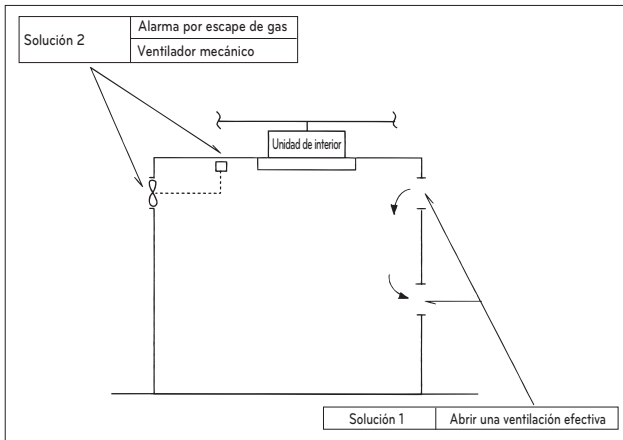 Solución 2
Alarma por escape de gas
Ventilador mecánico
Unidad de interior
Solución 1
Abrir una ventilación efectiva